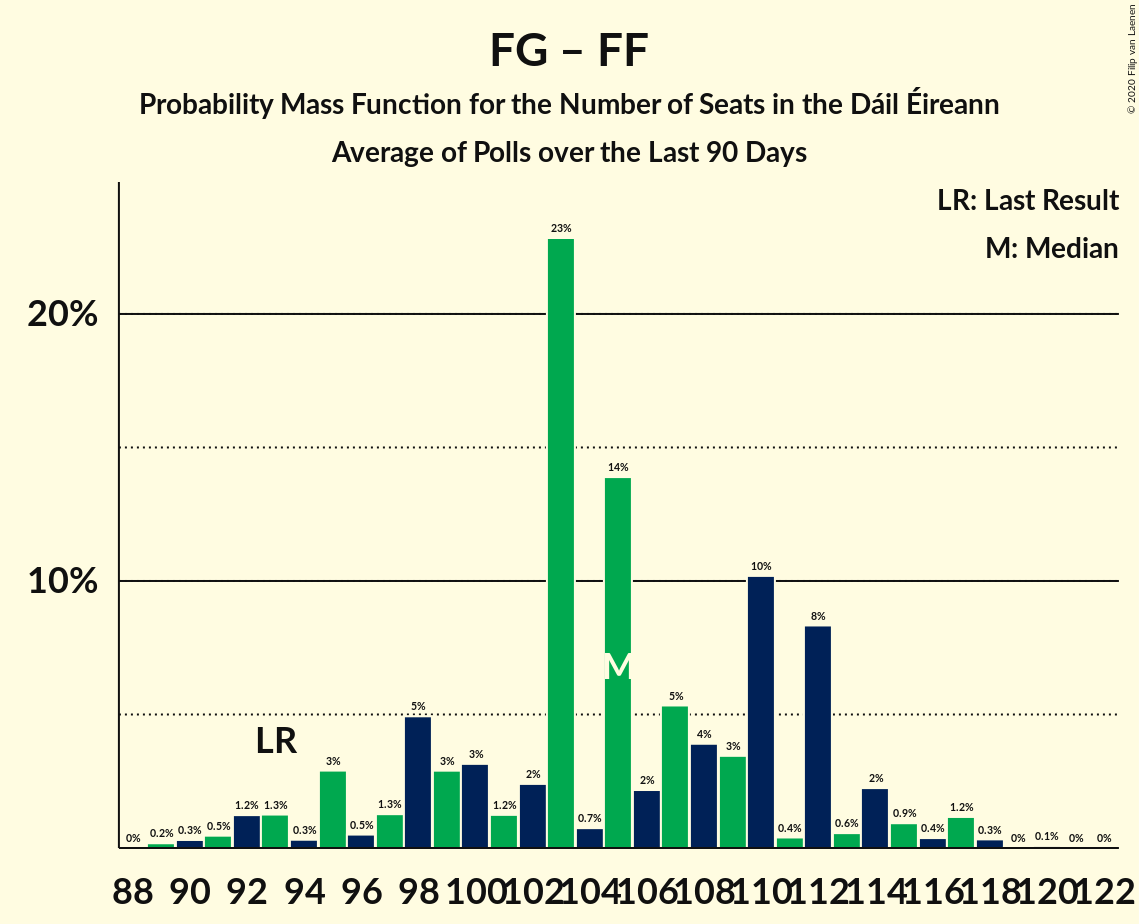 FG – FF
Probability Mass Function for the Number of Seats in the Dáil Éireann
Average of Polls over the Last 90 Days
© 2020 Filip van Laenen
LR: Last Result
M: Median
20%
10%
0% 0.2% 0.3% 0.5% 1.2% 1.3% 0.3% 3% 0.5% 1.3% 5% 3% 3% 1.2% 2% 23% 0.7% 14% 2% 5% 4% 3% 10% 0.4% 8% 0.6% 2% 0.9% 0.4% 1.2% 0.3% 0% 0.1% 0% 0%
LR
M
88 90 92 94 96 98 100 102 104 106 108 110 112 114 116 118 120 122